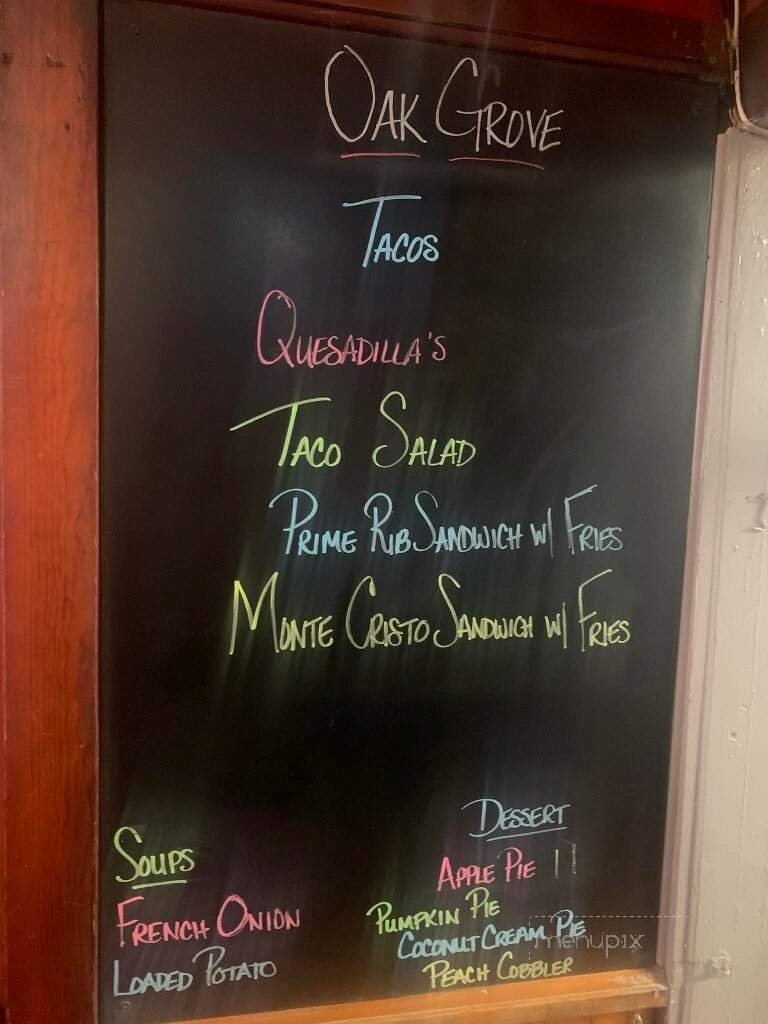 OAK GROVE
TACOS
QUESADILLA'S
TACO SALAD
PRIME RIB SANDWICH W/ FRIES
MONTE CRISTO SANDWICH W/ FRIES
SOUPS
FRENCH ONION
LOADED POTATO
DESSERT
APPLE PIE
PUMPKIN PIE
COCONUT CREAM PIE
PEACH COBBLER
menupix